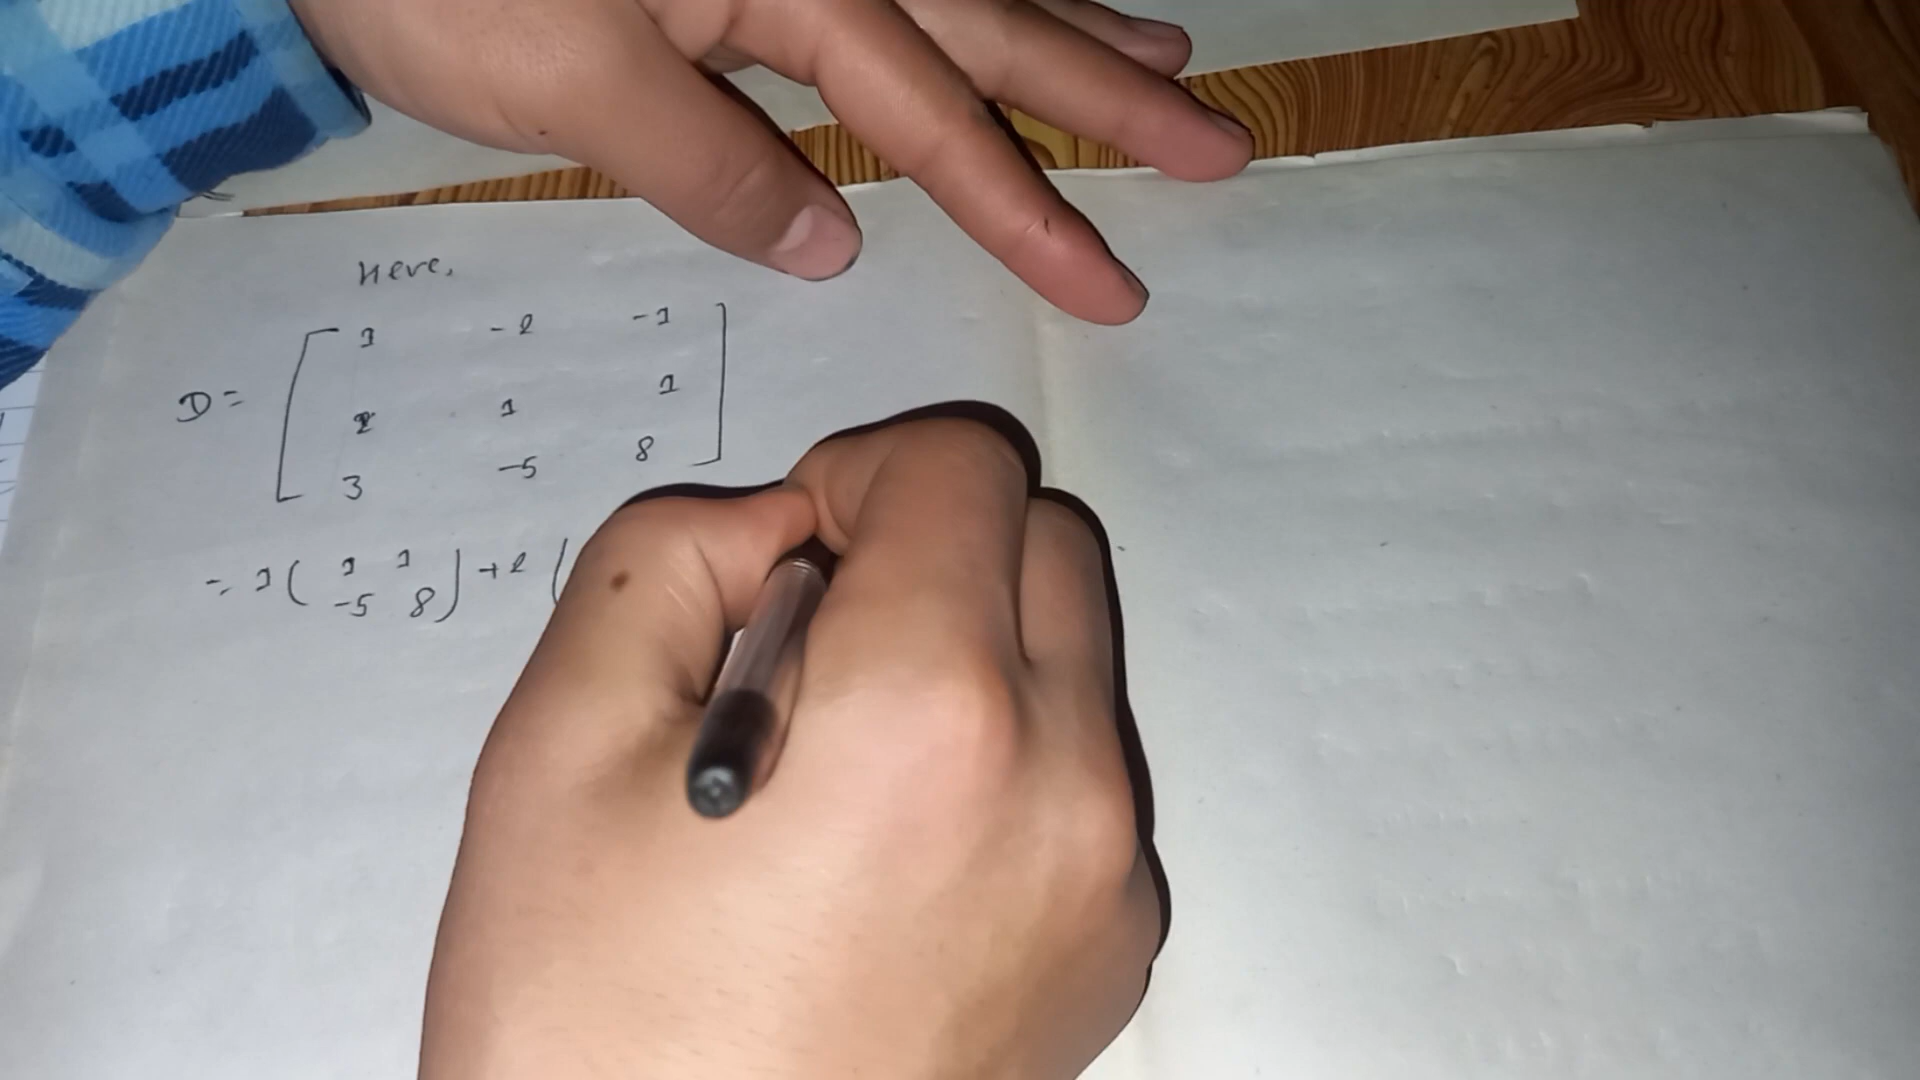 Here,
D = [ 1 -2 -1
2 1 1
3 -5 8 ]
= 1 ( 1 1
-5 8 ) + 2 (